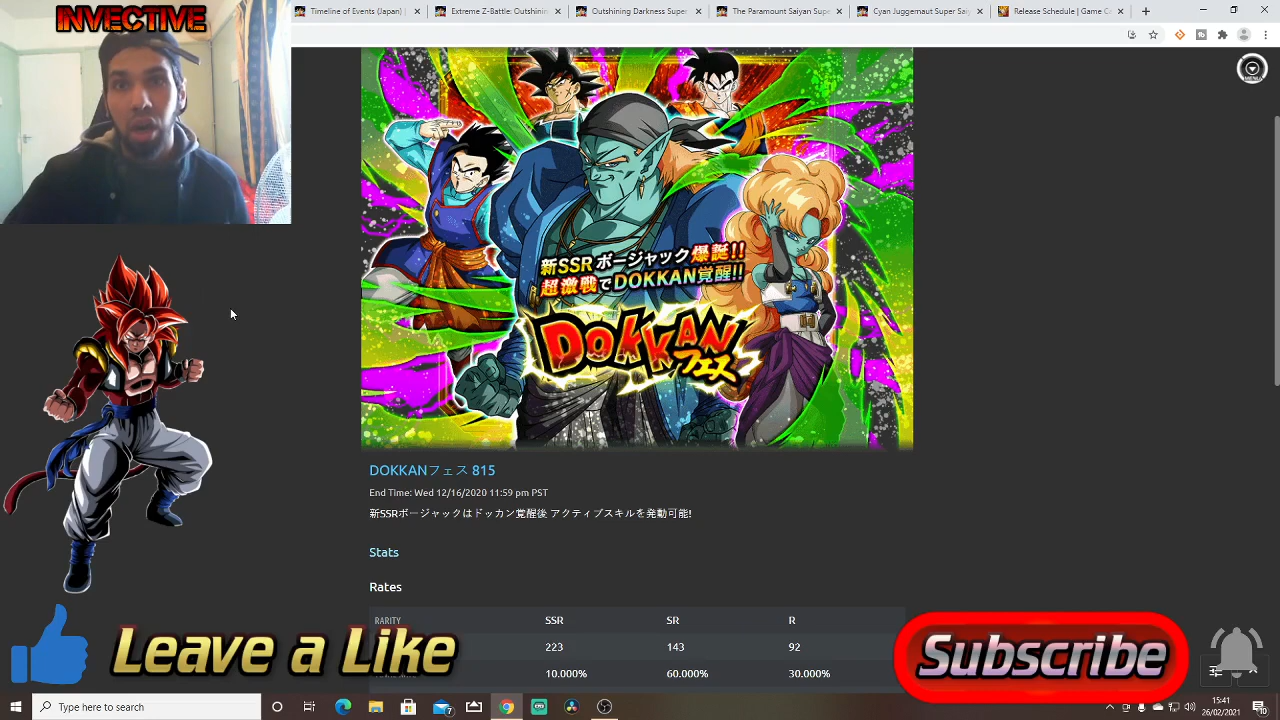 INVECTIVE
Timeline of Events (Japan) |
Extreme Z-Battle: Outshinin
Outshining Darkness Super
The Pasto
Cyan Juggernaut Super Sai
Release Schedule | Game C
MENU
新SSR ボージャック爆誕!!
超激戦でDOKKAN覚醒!!
DOKKAN
フェス
DOKKANフェス 815
End Time: Wed 12/16/2020 11:59 pm PST
新SSRボージャックはドッカン覚醒後 アクティブスキルを発動可能!
Stats
Rates
RARITY SSR SR R
223 143 92
10.000% 60.000% 30.000%
Leave a Like
Subscribe
Type here to search
7
15:41
26/02/2021